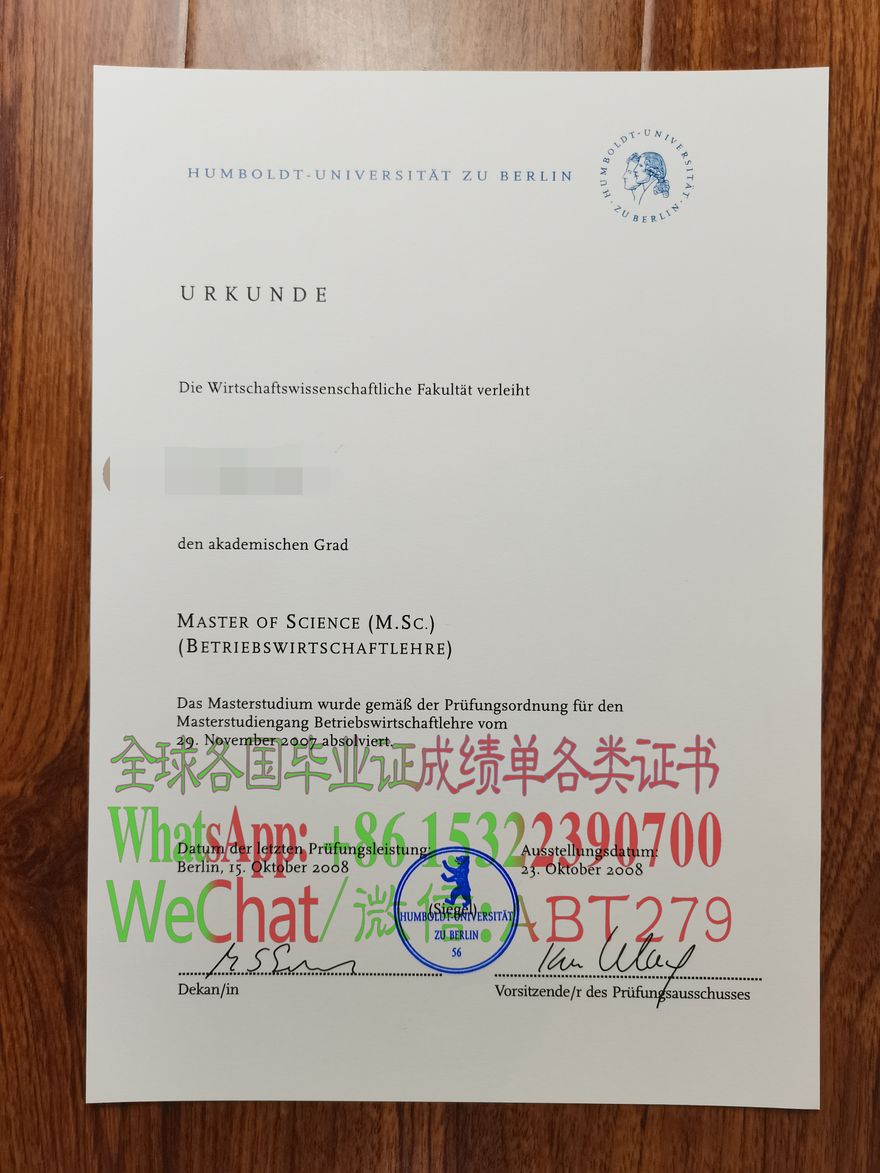 HUMBOLDT-UNIVERSITÄT ZU BERLIN
HUMBOLDT-UNIVERSITÄT · ZU BERLIN ·
URKUNDE
Die Wirtschaftswissenschaftliche Fakultät verleiht
den akademischen Grad
MASTER OF SCIENCE (M.SC.)
(BETRIEBSWIRTSCHAFTLEHRE)
Das Masterstudium wurde gemäß der Prüfungsordnung für den
Masterstudiengang Betriebswirtschaftlehre vom
29. November 2007 absolviert.
全球各国毕业证成绩单各类证书
WhatsApp: +86 15322390700
Datum der letzten Prüfungsleistung:
Berlin, 15. Oktober 2008
Ausstellungsdatum:
23. Oktober 2008
WeChat/微信:ABT279
(Siegel)
HUMBOLDT-UNIVERSITÄT
ZU BERLIN
56
Dekan/in
Vorsitzende/r des Prüfungsausschusses